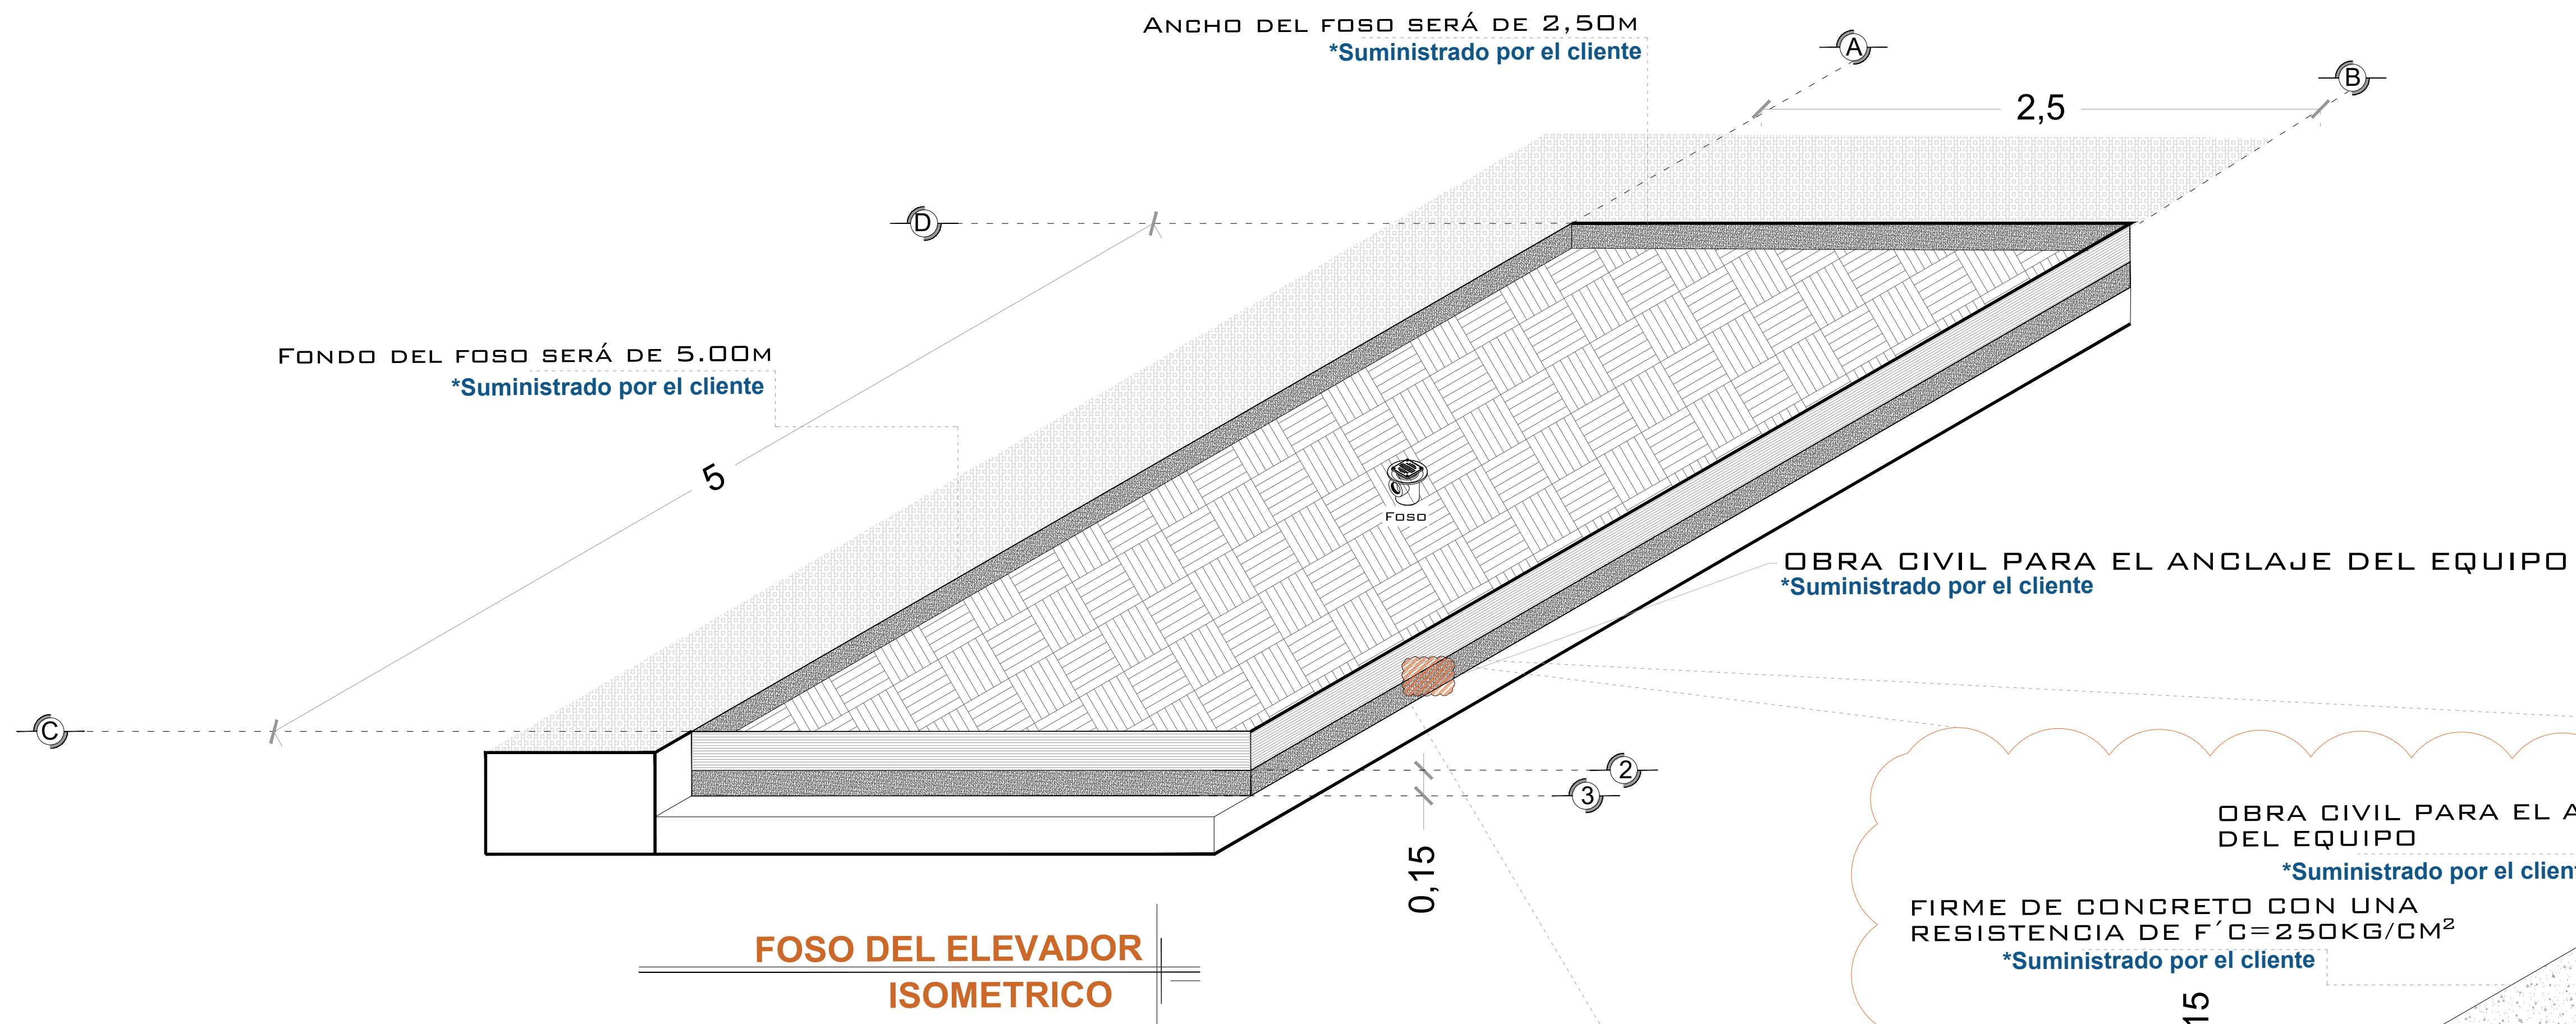 ANCHO DEL FOSO SERÁ DE 2,50M
*Suministrado por el cliente
A
B
2,5
D
FONDO DEL FOSO SERÁ DE 5.00M
*Suministrado por el cliente
5
FOSO
OBRA CIVIL PARA EL ANCLAJE DEL EQUIPO
*Suministrado por el cliente
C
2
3
0,15
OBRA CIVIL PARA EL A
DEL EQUIPO
*Suministrado por el client
FIRME DE CONCRETO CON UNA
RESISTENCIA DE F´C=250KG/CM²
*Suministrado por el cliente
15
FOSO DEL ELEVADOR
ISOMETRICO